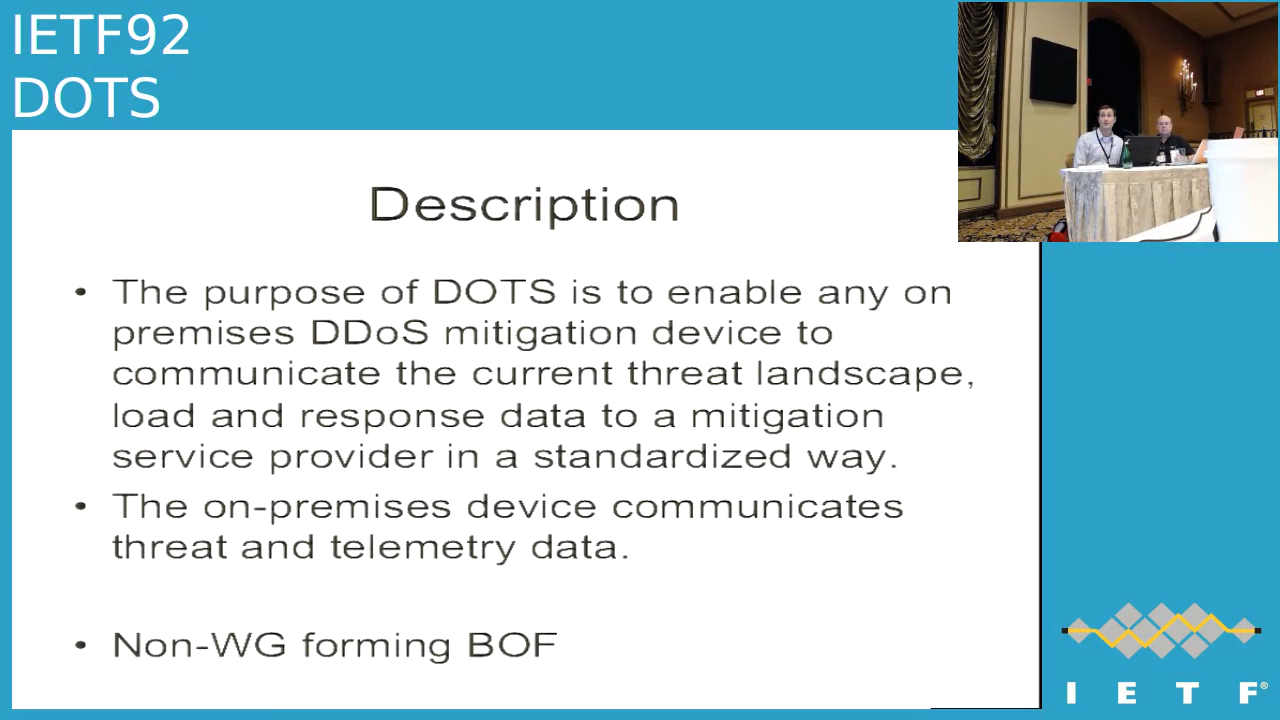 IETF92
DOTS
Description
• The purpose of DOTS is to enable any on
premises DDoS mitigation device to
communicate the current threat landscape,
load and response data to a mitigation
service provider in a standardized way.
• The on-premises device communicates
threat and telemetry data.
• Non-WG forming BOF
I E T F®